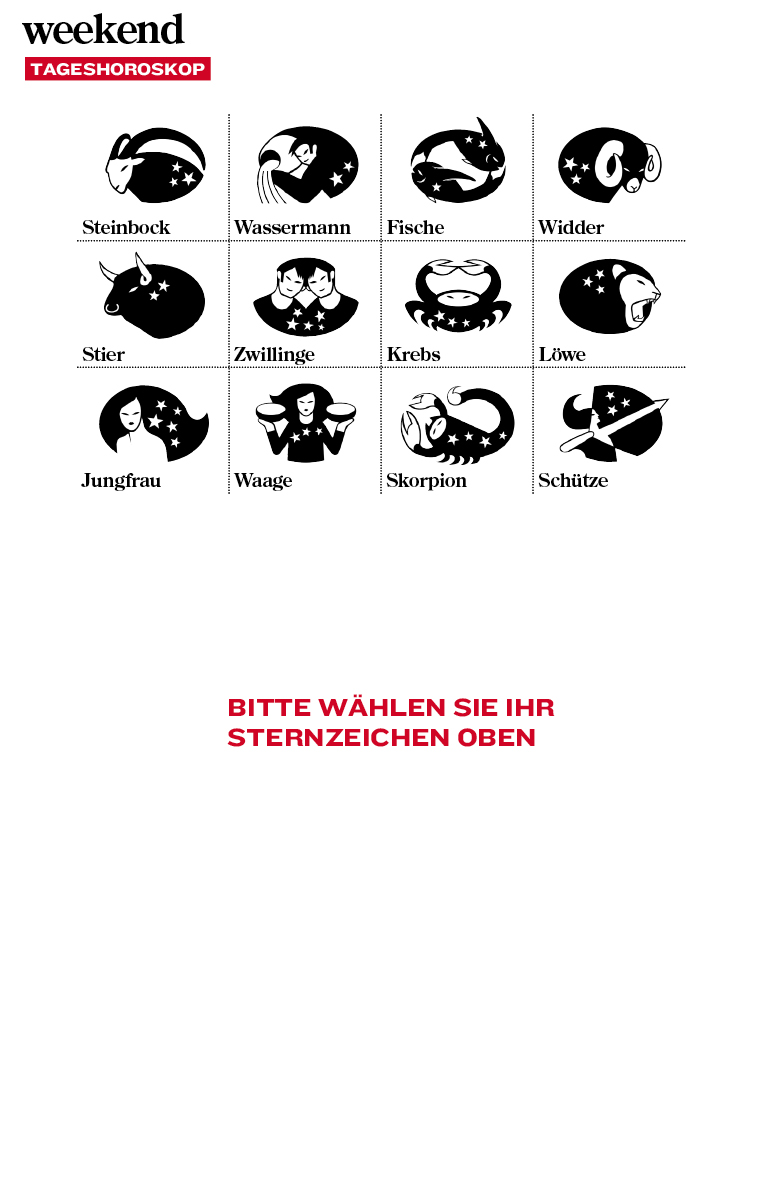 weekend
TAGESHOROSKOP
Steinbock
Wassermann
Fische
Widder
Stier
Zwillinge
Krebs
Löwe
Jungfrau
Waage
Skorpion
Schütze
BITTE WÄHLEN SIE IHR
STERNZEICHEN OBEN